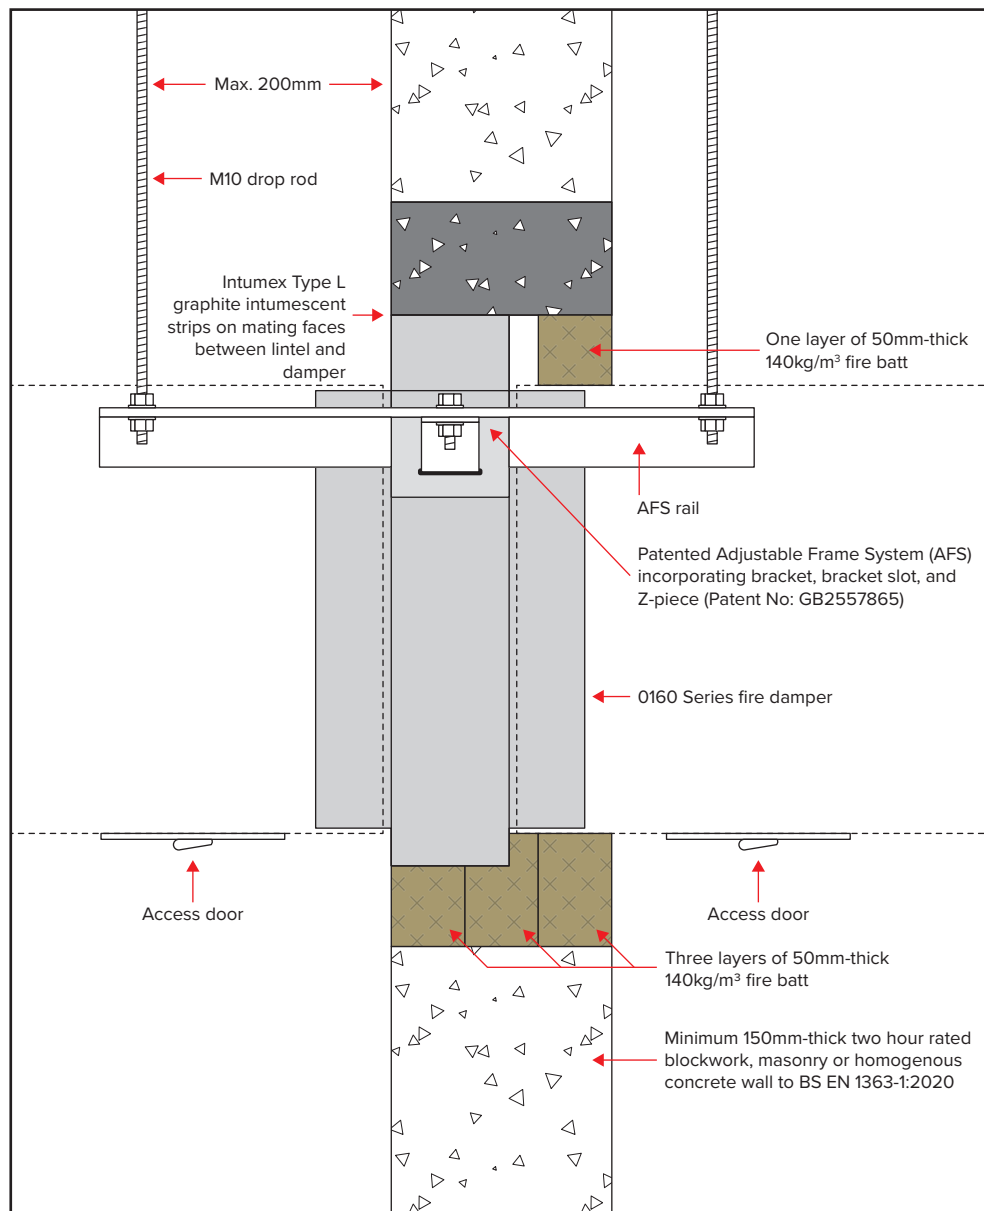 Max. 200mm
M10 drop rod
Intumex Type L
graphite intumescent
strips on mating faces
between lintel and
damper
One layer of 50mm-thick
140kg/m³ fire batt
AFS rail
Patented Adjustable Frame System (AFS)
incorporating bracket, bracket slot, and
Z-piece (Patent No: GB2557865)
0160 Series fire damper
Access door
Access door
Three layers of 50mm-thick
140kg/m³ fire batt
Minimum 150mm-thick two hour rated
blockwork, masonry or homogenous
concrete wall to BS EN 1363-1:2020